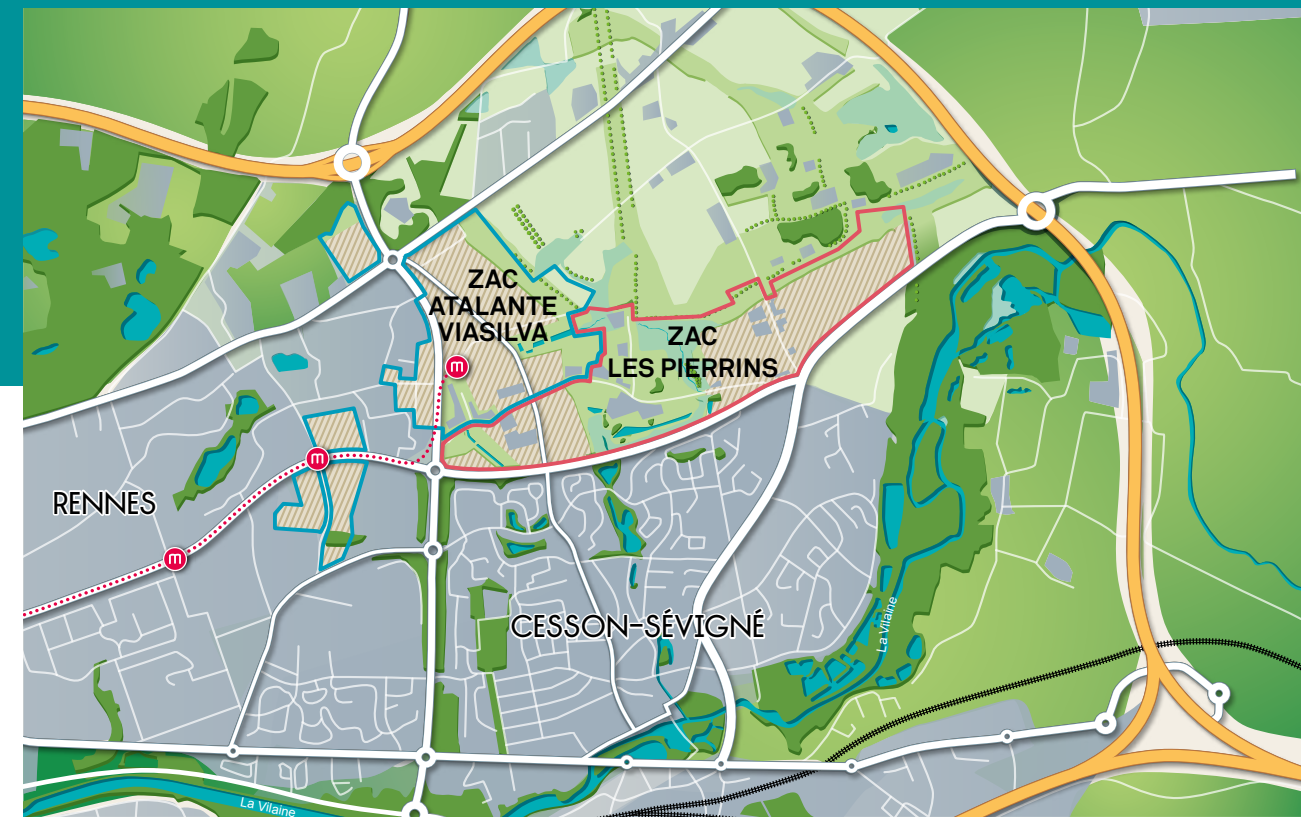 ZAC
ATALANTE
VIASILVA
ZAC
LES PIERRINS
m
m
m
RENNES
CESSON-SÉVIGNÉ
La Vilaine
La Vilaine